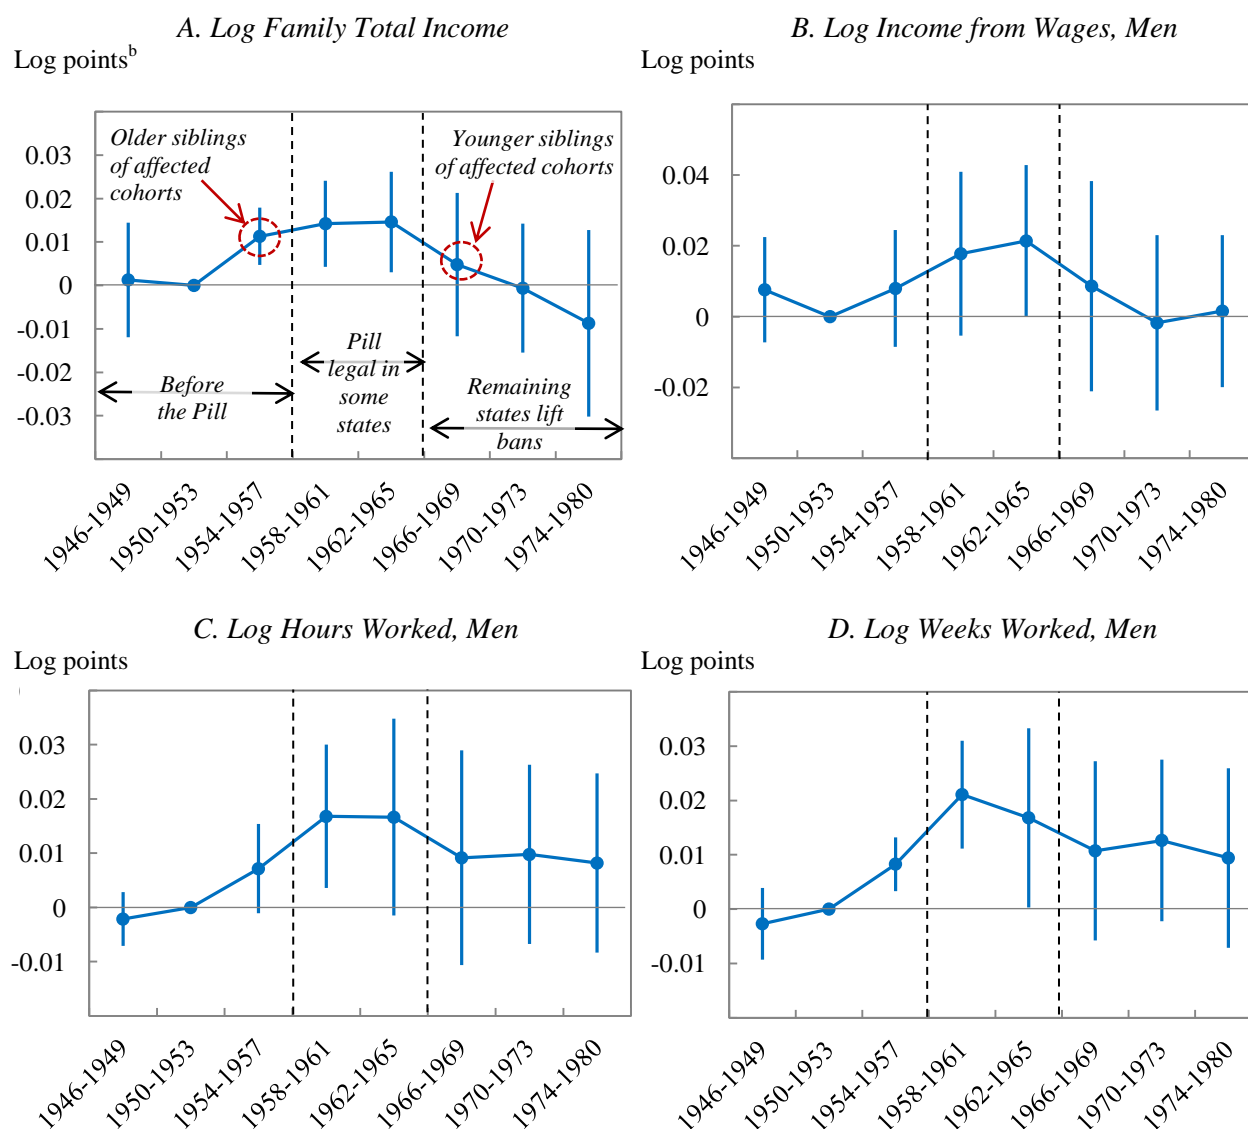 A. Log Family Total Income
Log pointsᵇ
0.03
0.02
0.01
0
-0.01
-0.02
-0.03
Older siblings
of affected
cohorts
Younger siblings
of affected cohorts
Before
the Pill
Pill
legal in
some
states
Remaining
states lift
bans
1946-1949
1950-1953
1954-1957
1958-1961
1962-1965
1966-1969
1970-1973
1974-1980
B. Log Income from Wages, Men
Log points
0.04
0.02
0
-0.02
1946-1949
1950-1953
1954-1957
1958-1961
1962-1965
1966-1969
1970-1973
1974-1980
C. Log Hours Worked, Men
Log points
0.03
0.02
0.01
0
-0.01
1946-1949
1950-1953
1954-1957
1958-1961
1962-1965
1966-1969
1970-1973
1974-1980
D. Log Weeks Worked, Men
Log points
0.03
0.02
0.01
0
-0.01
1946-1949
1950-1953
1954-1957
1958-1961
1962-1965
1966-1969
1970-1973
1974-1980